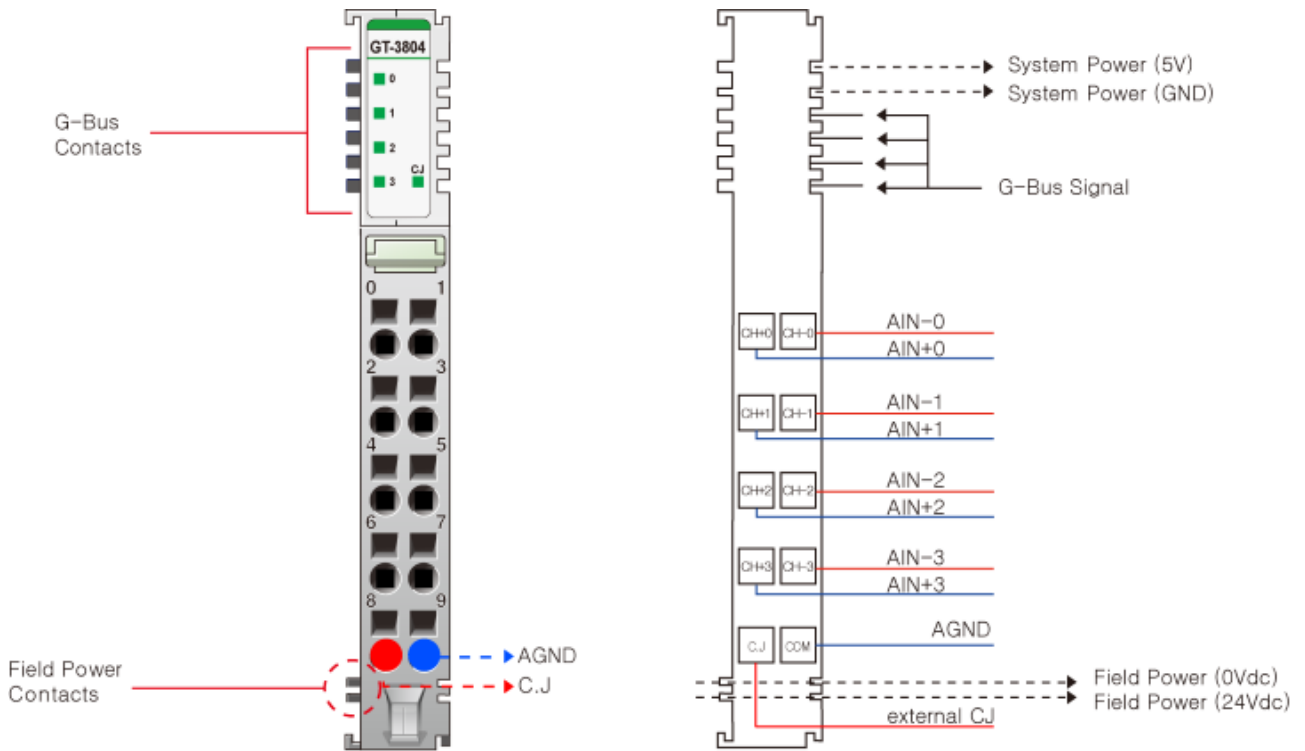 GT-3804
0
1
2
CJ
3
G-Bus
Contacts
0 1
2 3
4 5
6 7
8 9
AGND
C.J
Field Power
Contacts
System Power (5V)
System Power (GND)
G-Bus Signal
CH+0 CH-0
AIN-0
AIN+0
CH+1 CH-1
AIN-1
AIN+1
CH+2 CH-2
AIN-2
AIN+2
CH+3 CH-3
AIN-3
AIN+3
C.J COM
AGND
Field Power (0Vdc)
Field Power (24Vdc)
external CJ